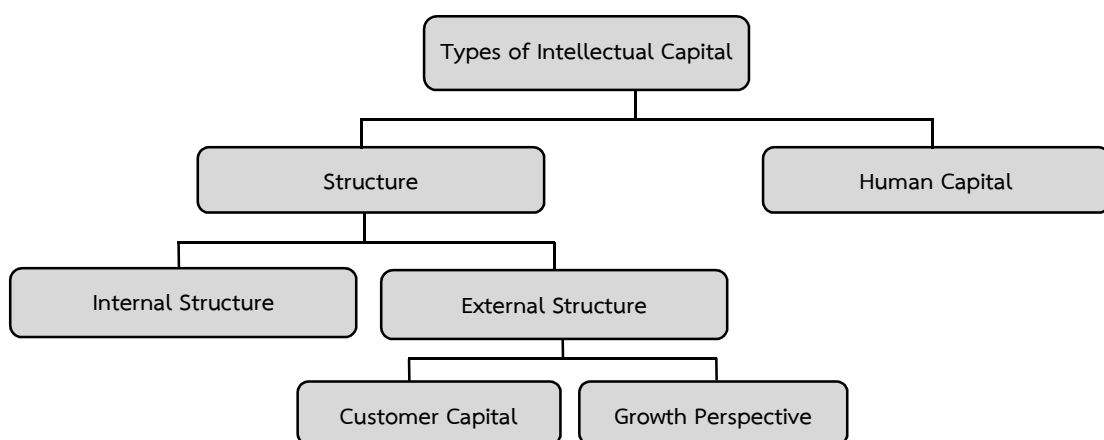 Types of Intellectual Capital
Structure
Human Capital
Internal Structure
External Structure
Customer Capital
Growth Perspective